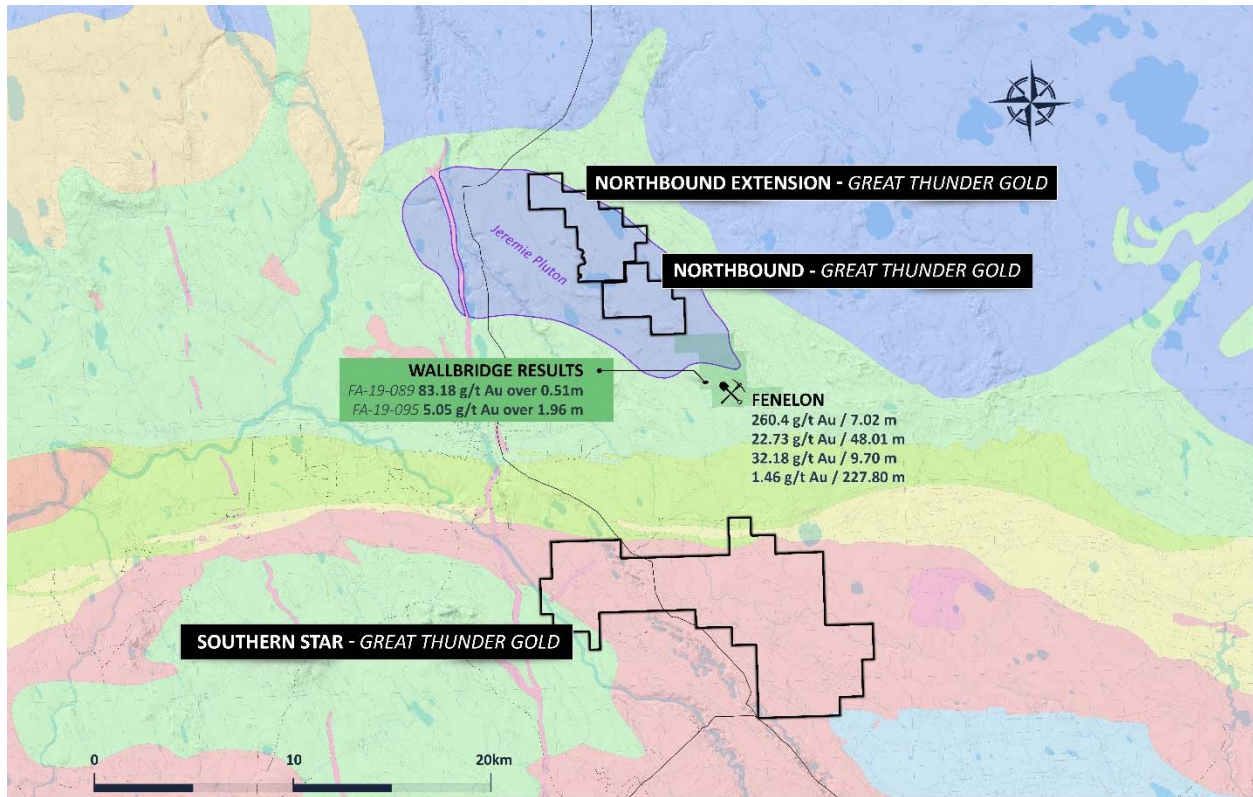 NORTHBOUND EXTENSION - GREAT THUNDER GOLD
Jeremie Pluton
NORTHBOUND - GREAT THUNDER GOLD
WALLBRIDGE RESULTS
FA-19-089 83.18 g/t Au over 0.51m
FA-19-095 5.05 g/t Au over 1.96 m
FENELON
260.4 g/t Au / 7.02 m
22.73 g/t Au / 48.01 m
32.18 g/t Au / 9.70 m
1.46 g/t Au / 227.80 m
SOUTHERN STAR - GREAT THUNDER GOLD
0 10 20km